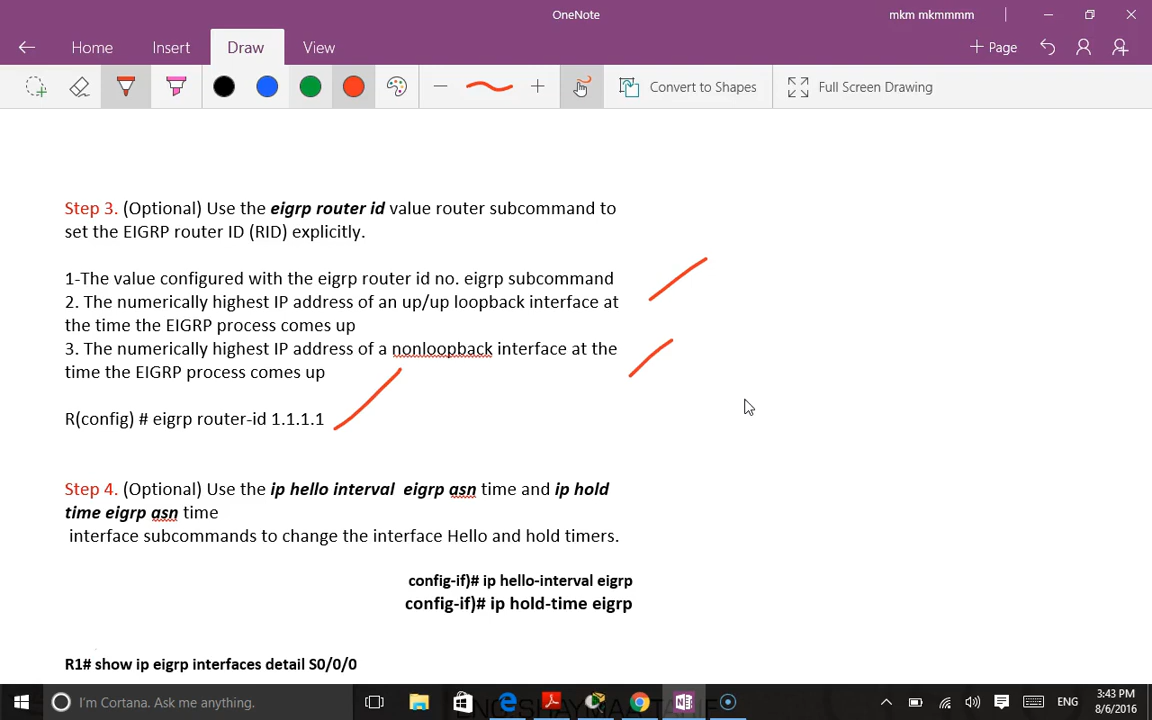 OneNote
mkm mkmmmm
Home Insert Draw View
Page
Convert to Shapes
Full Screen Drawing
Step 3. (Optional) Use the eigrp router id value router subcommand to
set the EIGRP router ID (RID) explicitly.
1-The value configured with the eigrp router id no. eigrp subcommand
2. The numerically highest IP address of an up/up loopback interface at
the time the EIGRP process comes up
3. The numerically highest IP address of a nonloopback interface at the
time the EIGRP process comes up
R(config) # eigrp router-id 1.1.1.1
Step 4. (Optional) Use the ip hello interval eigrp asn time and ip hold
time eigrp asn time
interface subcommands to change the interface Hello and hold timers.
config-if)# ip hello-interval eigrp
config-if)# ip hold-time eigrp
R1# show ip eigrp interfaces detail S0/0/0
I'm Cortana. Ask me anything.
ENG
3:43 PM
8/6/2016